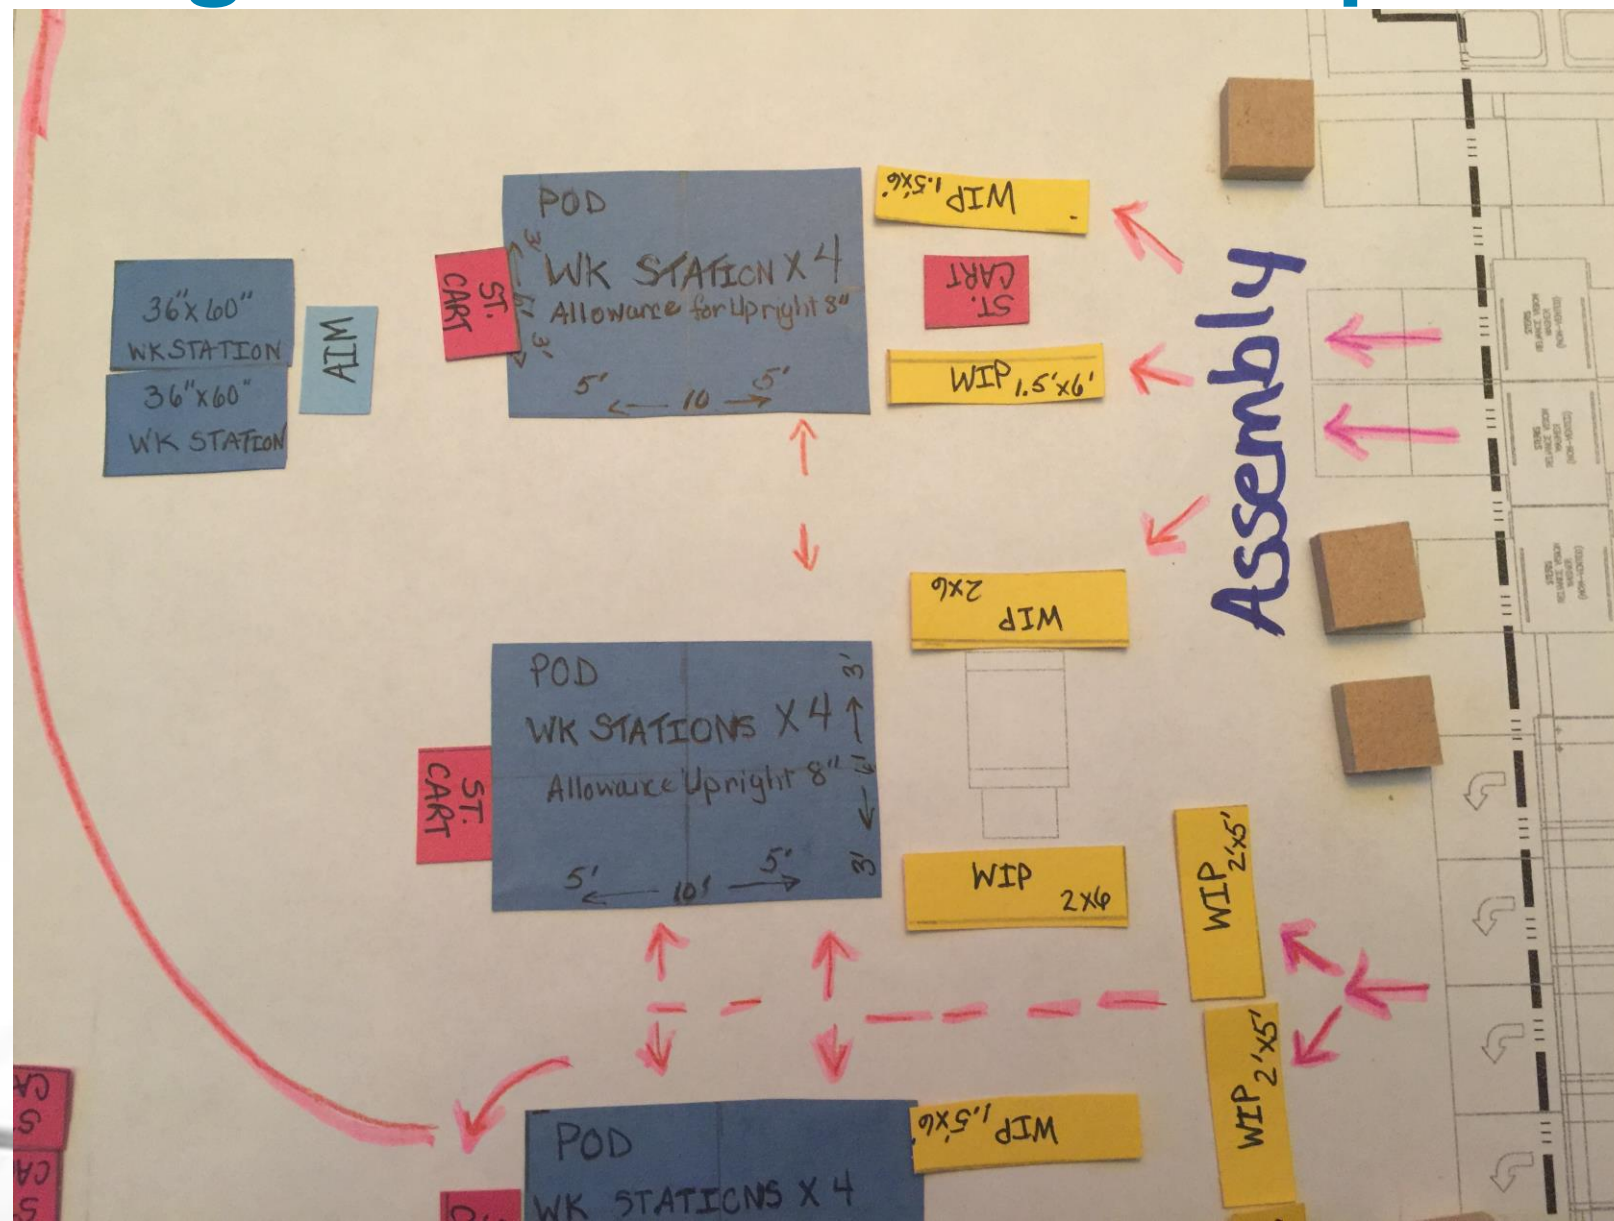 POD
WK STATION X 4
Allowance for Upright 8"
3'
6'
3'
5' 10 5'
ST.
CART
WIP 1.5'x6'
ST.
CART
WIP 1.5'x6'
36"x60"
WK STATION
36"x60"
WK STATION
AIM
Assembly
WIP
2x6
POD
WK STATIONS X 4
Allowance Upright 8"
3'
3'
5' 10' 5'
ST.
CART
WIP
2x6
WIP 2'x5'
WIP 2'x5'
POD
WK STATIONS X 4
WIP 1.5'x6'